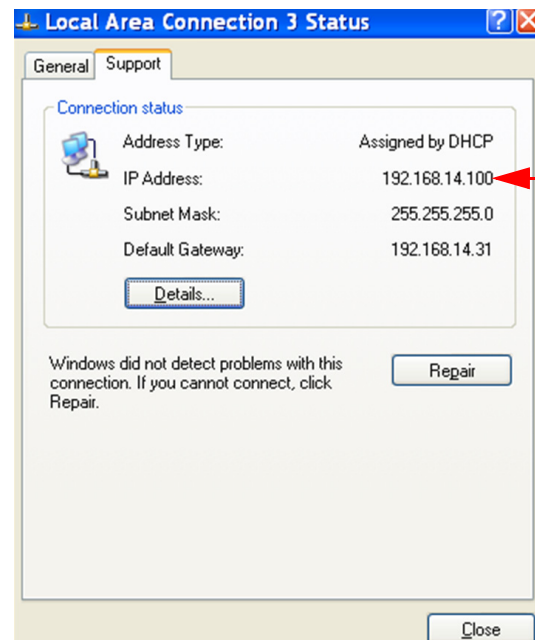 Local Area Connection 3 Status
General Support
Connection status
Address Type: Assigned by DHCP
IP Address: 192.168.14.100
Subnet Mask: 255.255.255.0
Default Gateway: 192.168.14.31
Details...
Windows did not detect problems with this
connection. If you cannot connect, click
Repair.
Repair
Close